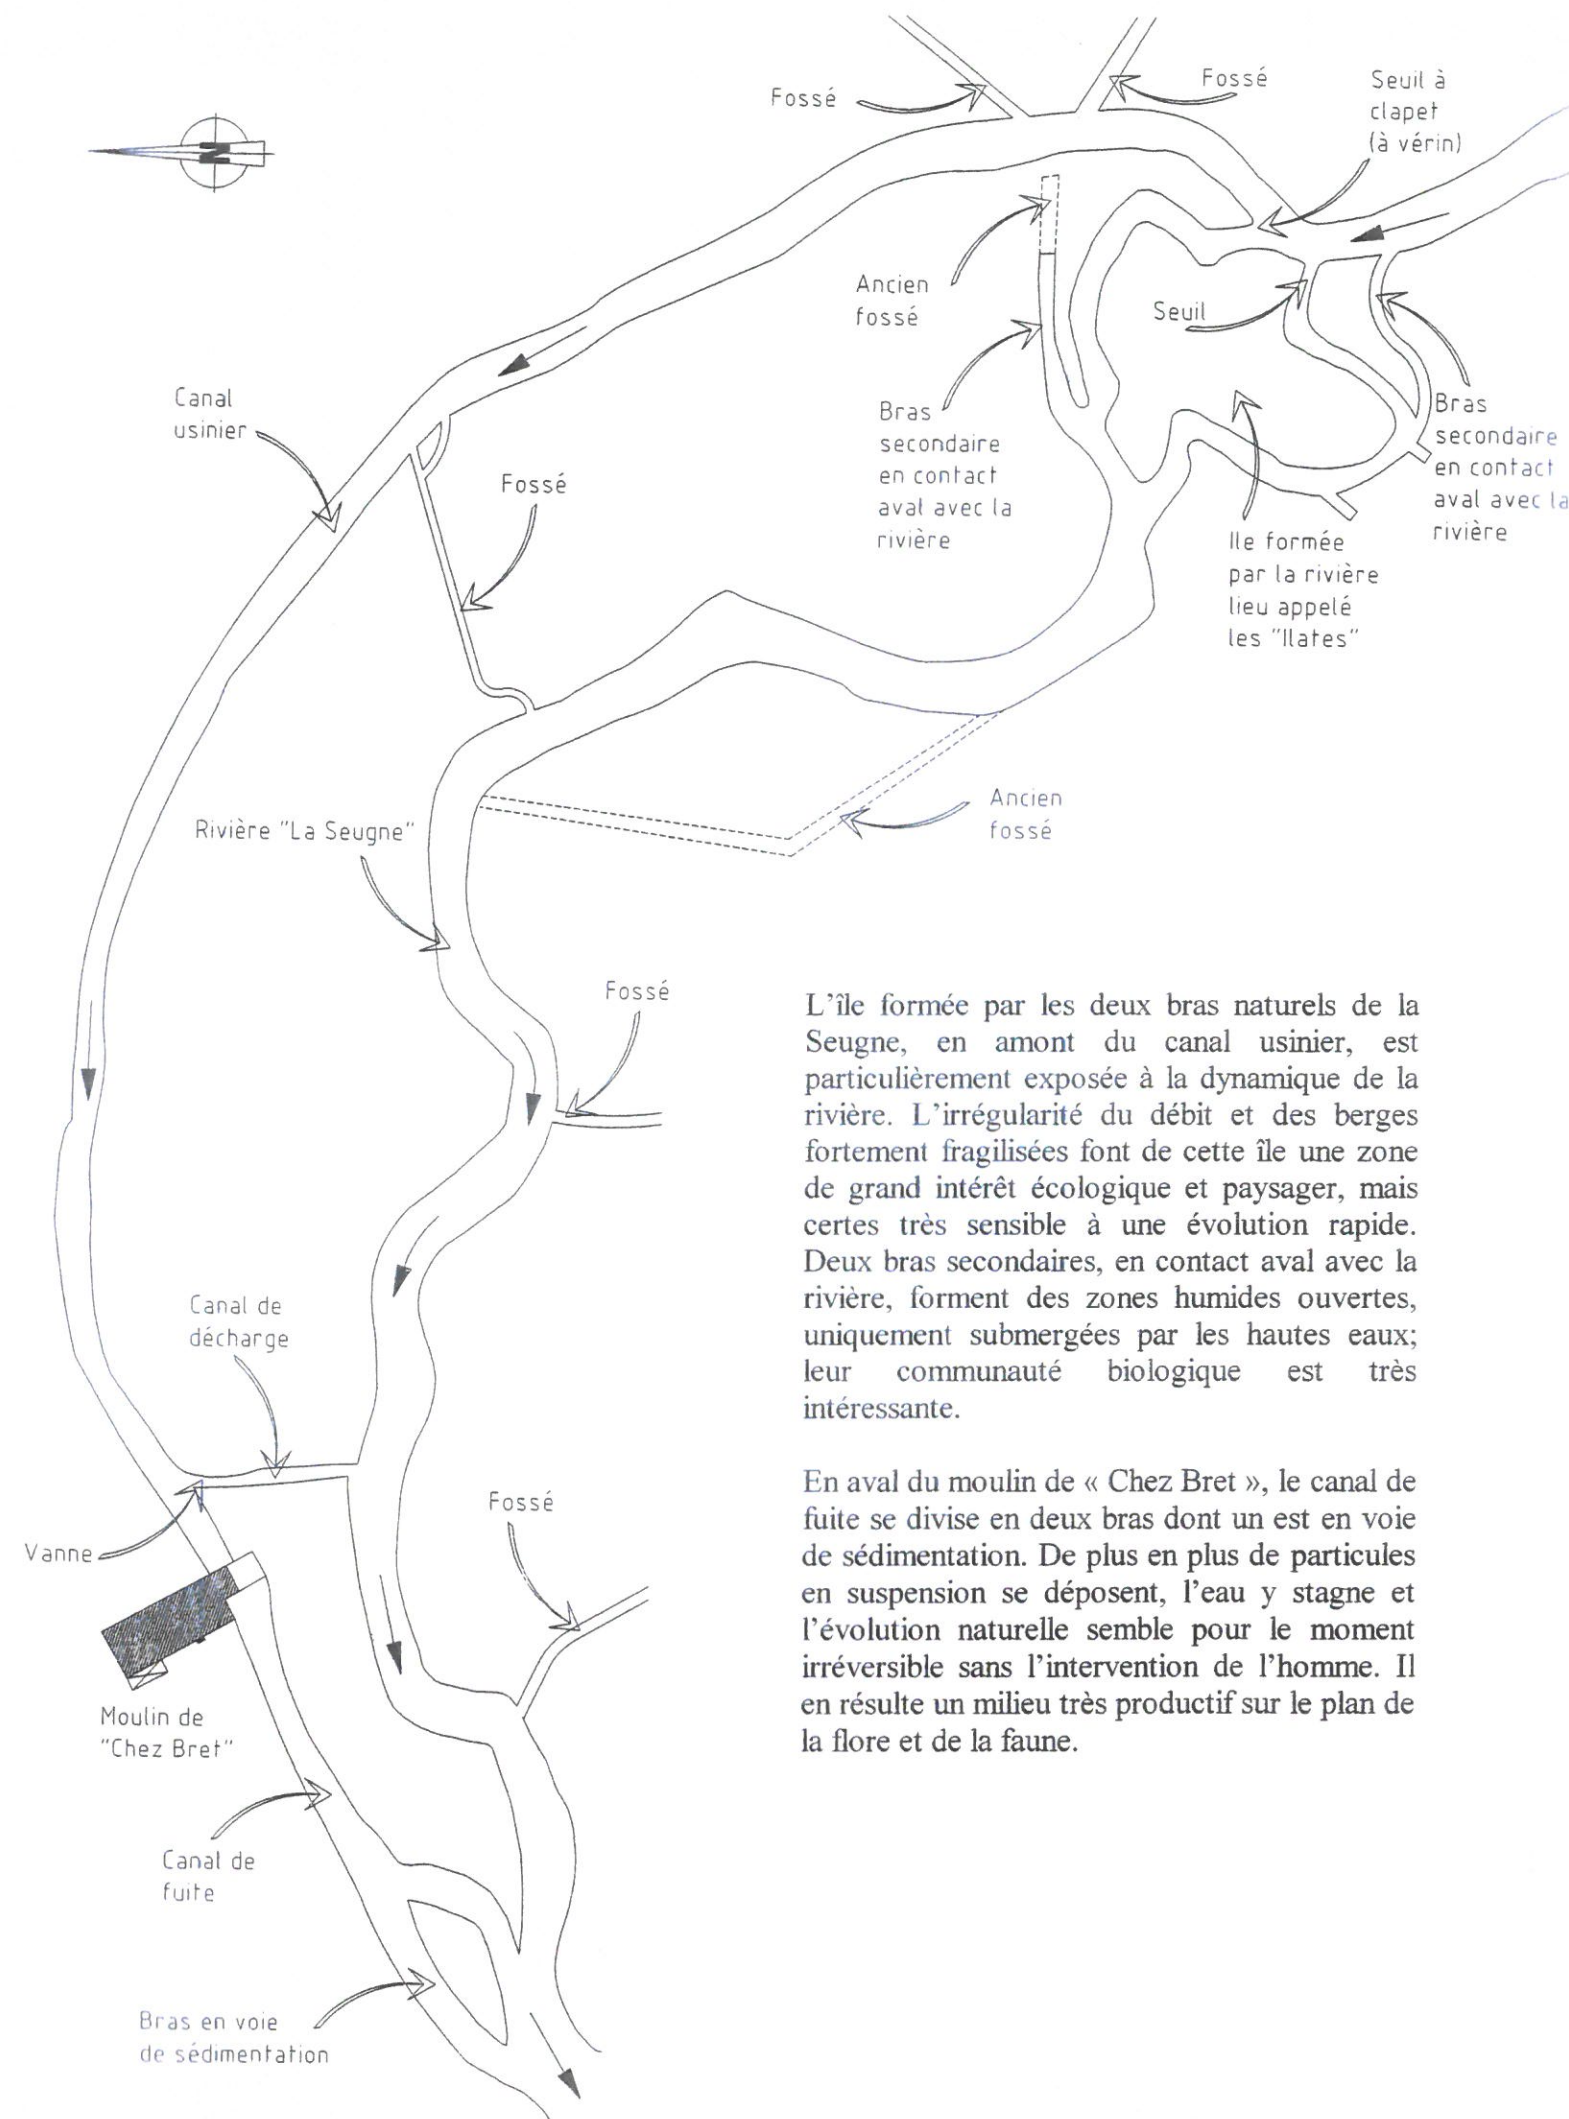 Fossé
Fossé
Seuil à
clapet
(à vérin)
N
Ancien
fossé
Seuil
Canal
usinier
Bras
secondaire
en contact
aval avec la
rivière
Bras
secondaire
en contact
aval avec la
rivière
Fossé
Ile formée
par la rivière
lieu appelé
les "Ilates"
Ancien
fossé
Rivière "La Seugne"
Fossé
L'île formée par les deux bras naturels de la
Seugne, en amont du canal usinier, est
particulièrement exposée à la dynamique de la
rivière. L'irrégularité du débit et des berges
fortement fragilisées font de cette île une zone
de grand intérêt écologique et paysager, mais
certes très sensible à une évolution rapide.
Deux bras secondaires, en contact aval avec la
rivière, forment des zones humides ouvertes,
uniquement submergées par les hautes eaux;
leur communauté biologique est très
intéressante.
Canal de
décharge
En aval du moulin de « Chez Bret », le canal de
fuite se divise en deux bras dont un est en voie
de sédimentation. De plus en plus de particules
en suspension se déposent, l'eau y stagne et
l'évolution naturelle semble pour le moment
irréversible sans l'intervention de l'homme. Il
en résulte un milieu très productif sur le plan de
la flore et de la faune.
Fossé
Vanne
Moulin de
"Chez Bret"
Canal de
fuite
Bras en voie
de sédimentation